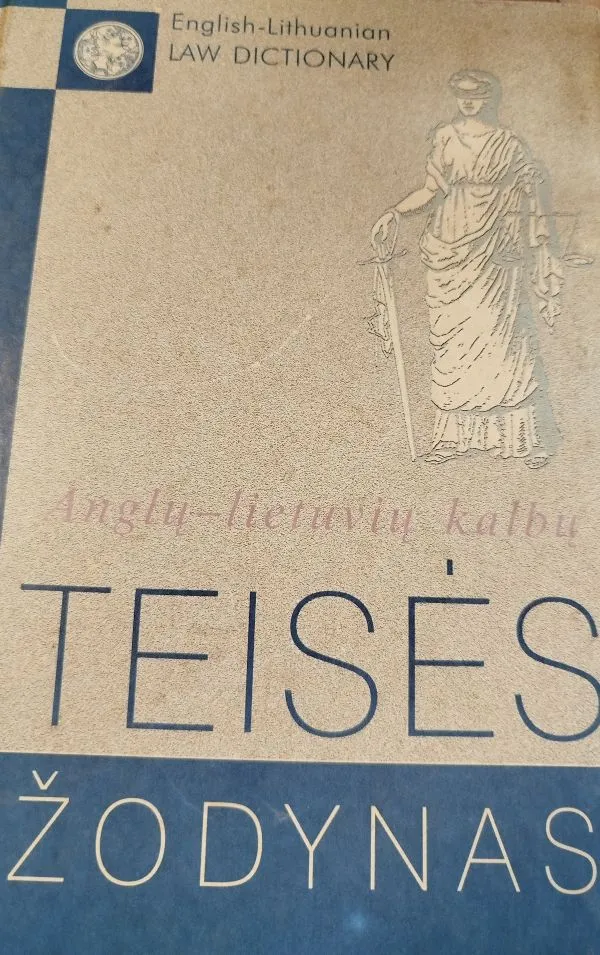 English-Lithuanian
LAW DICTIONARY
Anglų–lietuvių kalbų
TEISĖS
ŽODYNAS